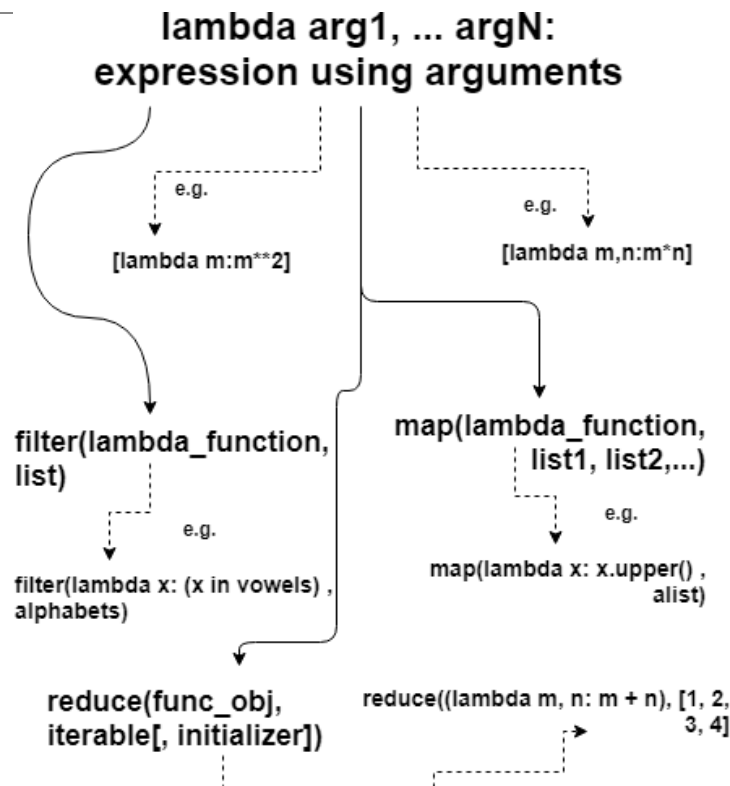 lambda arg1, ... argN:
expression using arguments
e.g.
[lambda m:m**2]
e.g.
[lambda m,n:m*n]
filter(lambda_function,
list)
map(lambda_function,
list1, list2,...)
e.g.
filter(lambda x: (x in vowels) ,
alphabets)
e.g.
map(lambda x: x.upper() ,
alist)
reduce(func_obj,
iterable[, initializer])
reduce((lambda m, n: m + n), [1, 2,
3, 4]